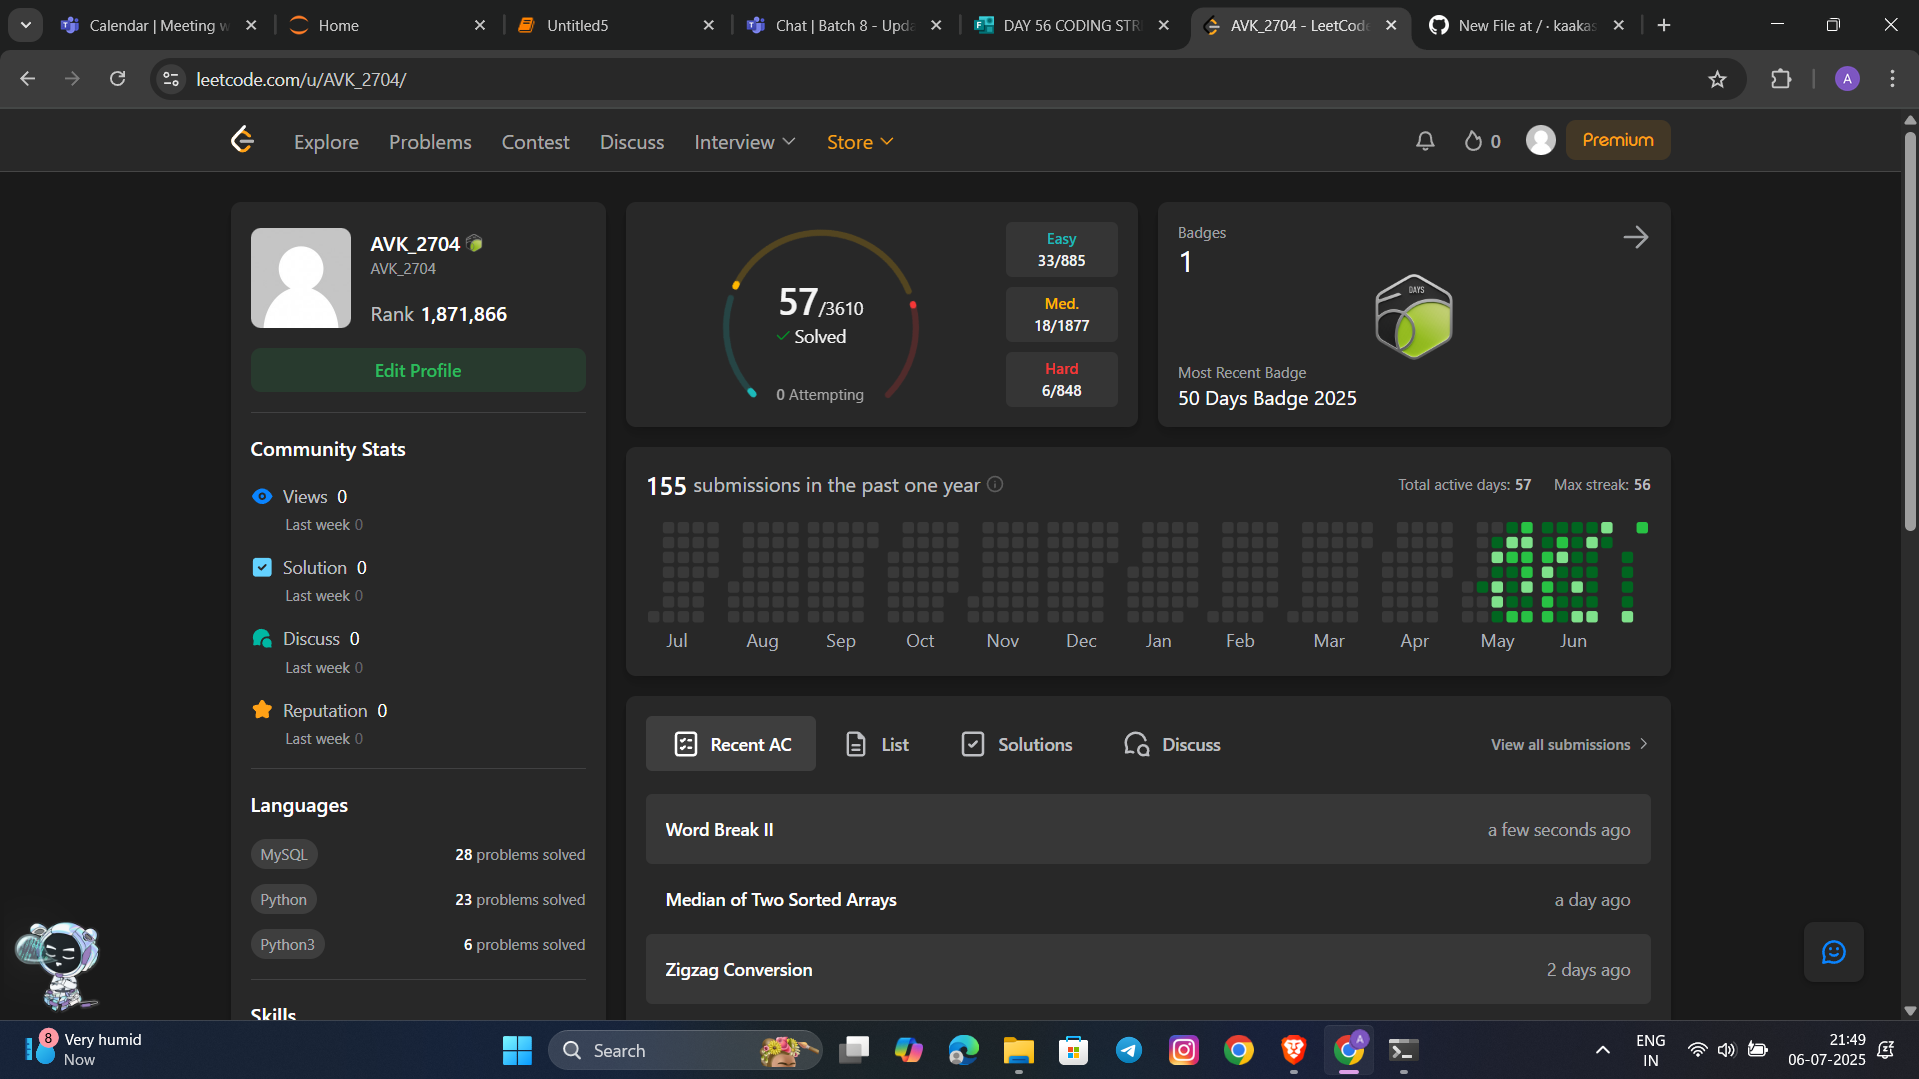 Calendar | Meeting w
Home
Untitled5
Chat | Batch 8 - Upda
DAY 56 CODING STR
AVK_2704 - LeetCode
New File at / · kaakas
leetcode.com/u/AVK_2704/
A
Explore
Problems
Contest
Discuss
Interview
Store
0
Premium
AVK_2704
AVK_2704
Rank 1,871,866
Edit Profile
Community Stats
Views 0
Last week 0
Solution 0
Last week 0
Discuss 0
Last week 0
Reputation 0
Last week 0
Languages
MySQL 28 problems solved
Python 23 problems solved
Python3 6 problems solved
Skills
57/3610
Solved
0 Attempting
Easy
33/885
Med.
18/1877
Hard
6/848
Badges
1
DAYS
Most Recent Badge
50 Days Badge 2025
155 submissions in the past one year
Total active days: 57 Max streak: 56
Jul Aug Sep Oct Nov Dec Jan Feb Mar Apr May Jun
Recent AC
List
Solutions
Discuss
View all submissions
Word Break II a few seconds ago
Median of Two Sorted Arrays a day ago
Zigzag Conversion 2 days ago
8
Very humid
Now
Search
A
ENG
IN
21:49
06-07-2025